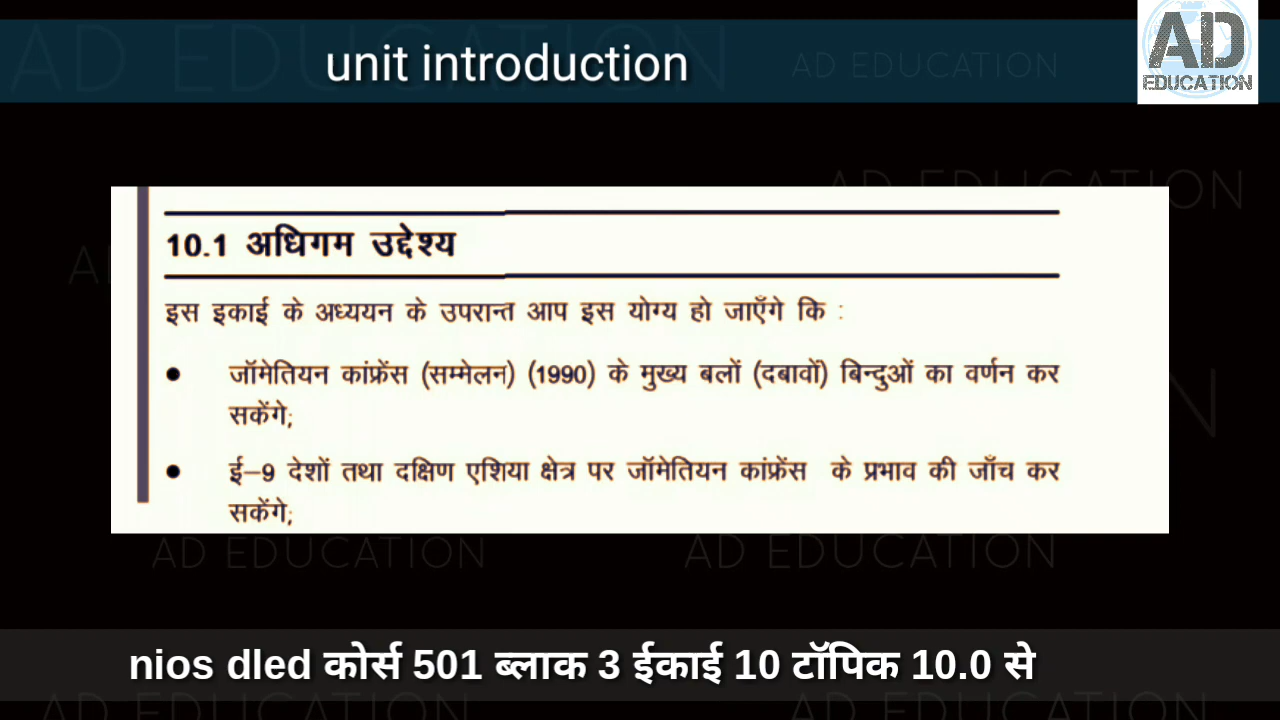 unit introduction
AD
EDUCATION
10.1 अधिगम उद्देश्य
इस इकाई के अध्ययन के उपरान्त आप इस योग्य हो जाएँगे कि :
● जॉमेतियन कांफ्रेंस (सम्मेलन) (1990) के मुख्य बलों (दबावों) बिन्दुओं का वर्णन कर
सकेंगे;
● ई–9 देशों तथा दक्षिण एशिया क्षेत्र पर जॉमेतियन कांफ्रेंस के प्रभाव की जाँच कर
सकेंगे;
AD EDUCATION
AD EDUCATION
nios dled कोर्स 501 ब्लाक 3 ईकाई 10 टॉपिक 10.0 से